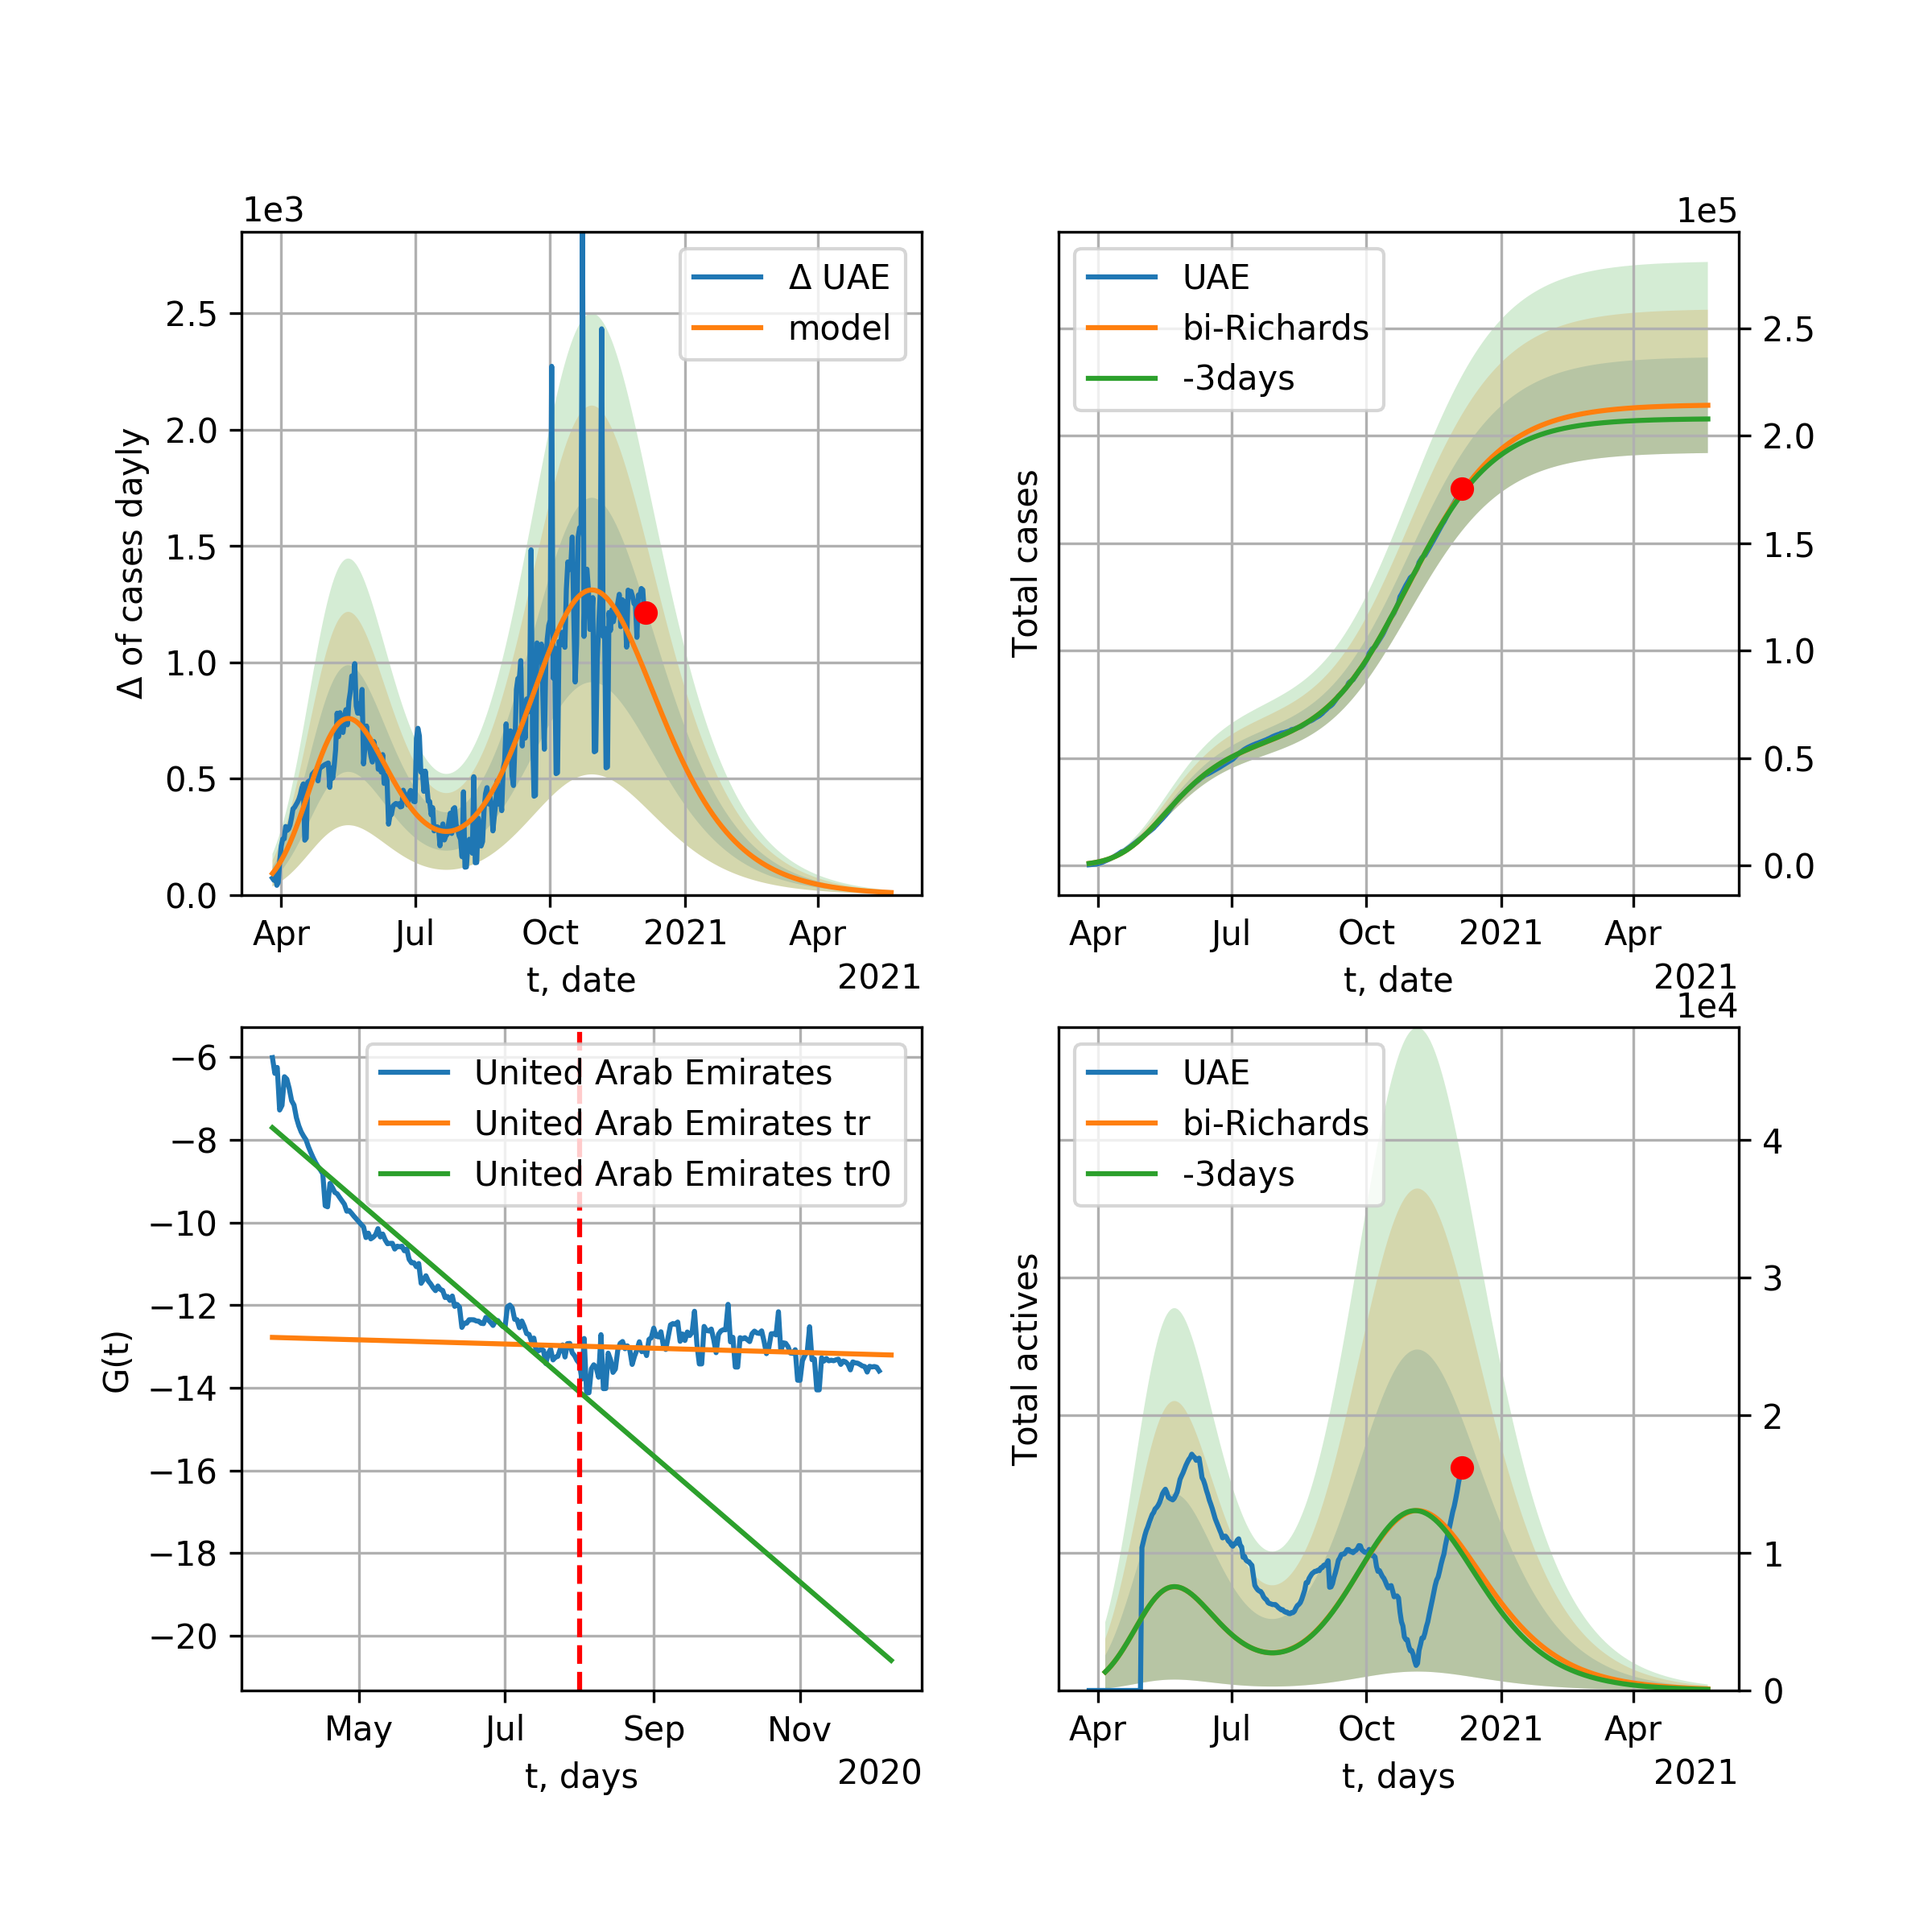 1e3
Δ of cases dayly
2.5
2.0
1.5
1.0
0.5
0.0
Δ UAE
model
Apr Jul Oct 2021 Apr
t, date
2021
1e5
Total cases
UAE
bi-Richards
-3days
2.5
2.0
1.5
1.0
0.5
0.0
Apr Jul Oct 2021 Apr
t, date
2021
G(t)
−6
−8
−10
−12
−14
−16
−18
−20
United Arab Emirates
United Arab Emirates tr
United Arab Emirates tr0
May Jul Sep Nov
t, days
2020
1e4
Total actives
UAE
bi-Richards
-3days
4
3
2
1
0
Apr Jul Oct 2021 Apr
t, days
2021